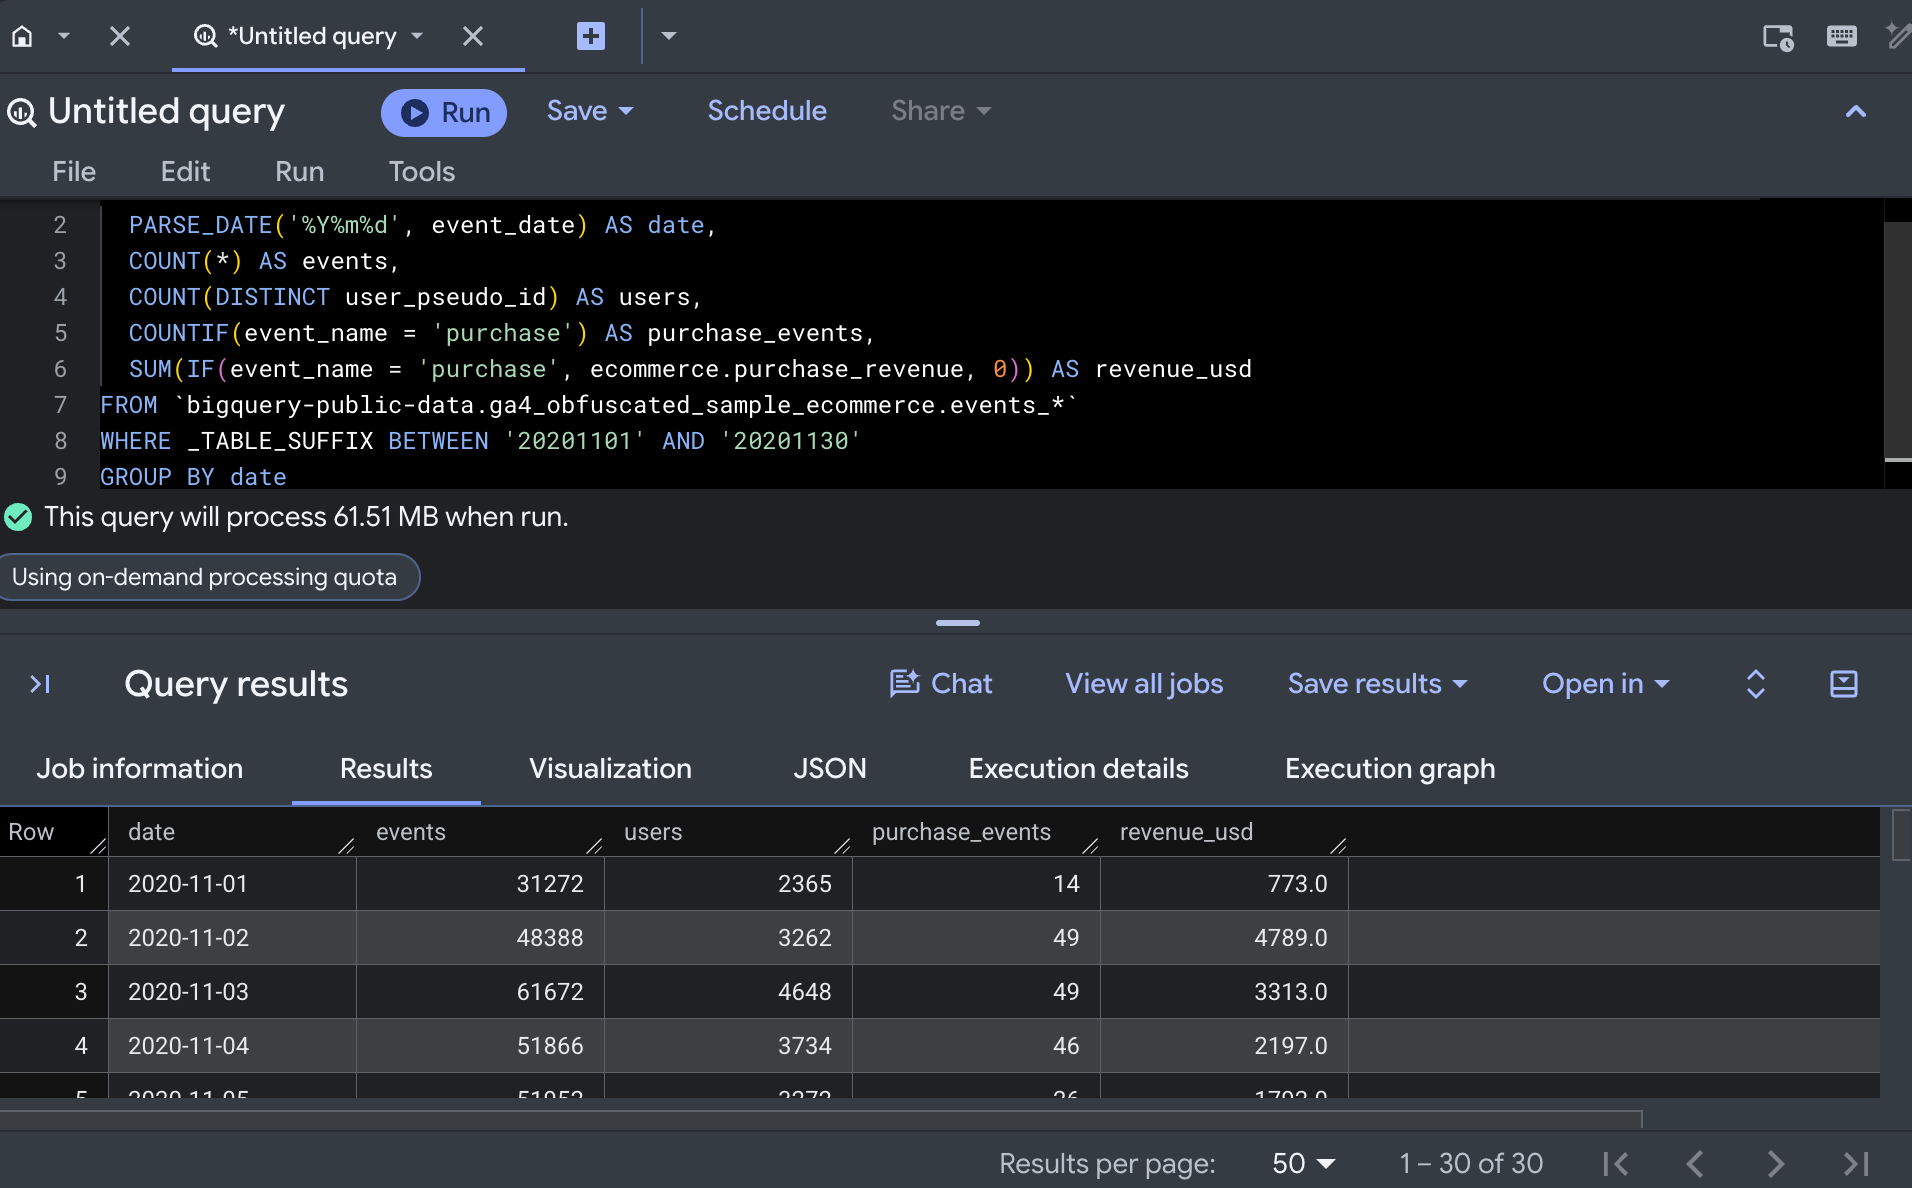 *Untitled query
Untitled query
Run
Save
Schedule
Share
File
Edit
Run
Tools
2 PARSE_DATE('%Y%m%d', event_date) AS date,
3 COUNT(*) AS events,
4 COUNT(DISTINCT user_pseudo_id) AS users,
5 COUNTIF(event_name = 'purchase') AS purchase_events,
6 SUM(IF(event_name = 'purchase', ecommerce.purchase_revenue, 0)) AS revenue_usd
7 FROM `bigquery-public-data.ga4_obfuscated_sample_ecommerce.events_*`
8 WHERE _TABLE_SUFFIX BETWEEN '20201101' AND '20201130'
9 GROUP BY date
This query will process 61.51 MB when run.
Using on-demand processing quota
Query results
Chat
View all jobs
Save results
Open in
Job information
Results
Visualization
JSON
Execution details
Execution graph
Row date events users purchase_events revenue_usd
1 2020-11-01 31272 2365 14 773.0
2 2020-11-02 48388 3262 49 4789.0
3 2020-11-03 61672 4648 49 3313.0
4 2020-11-04 51866 3734 46 2197.0
5 2020-11-05
Results per page: 50 1 – 30 of 30